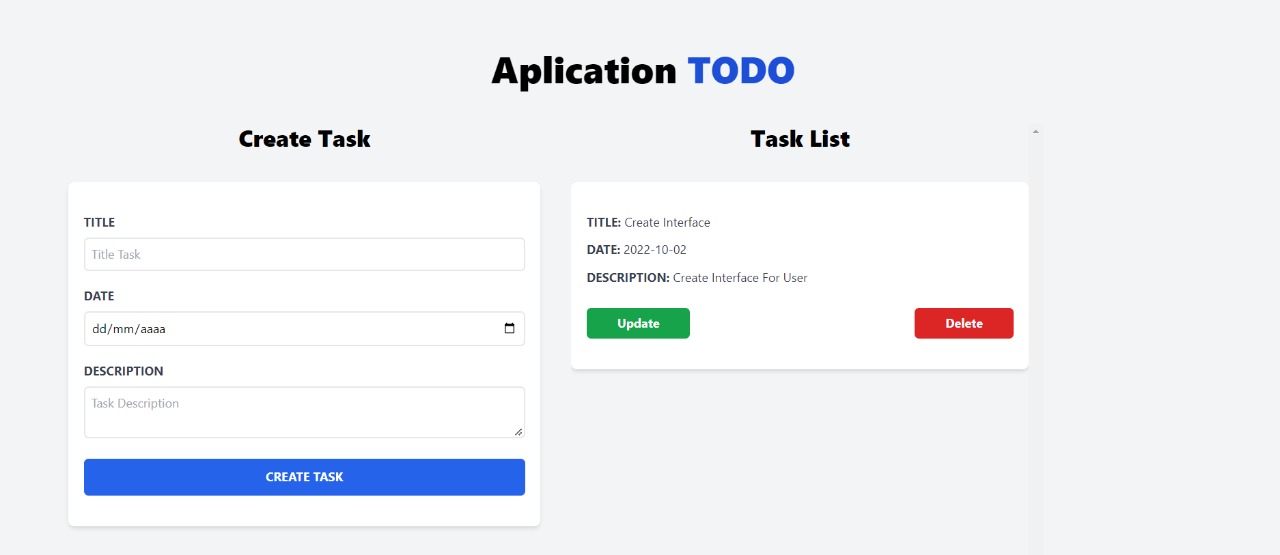 Aplication TODO
Create Task
TITLE
Title Task
DATE
dd/mm/aaaa
DESCRIPTION
Task Description
CREATE TASK
Task List
TITLE: Create Interface
DATE: 2022-10-02
DESCRIPTION: Create Interface For User
Update Delete